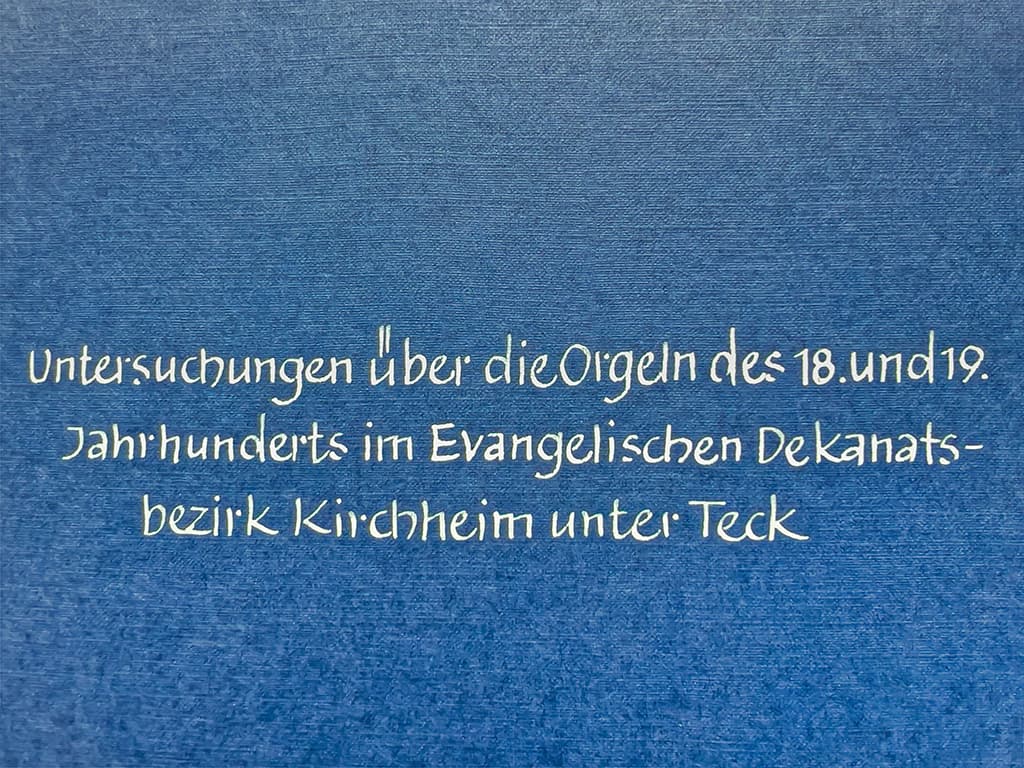 Untersuchungen über die Orgeln des 18. und 19.
Jahrhunderts im Evangelischen Dekanats-
bezirk Kirchheim unter Teck